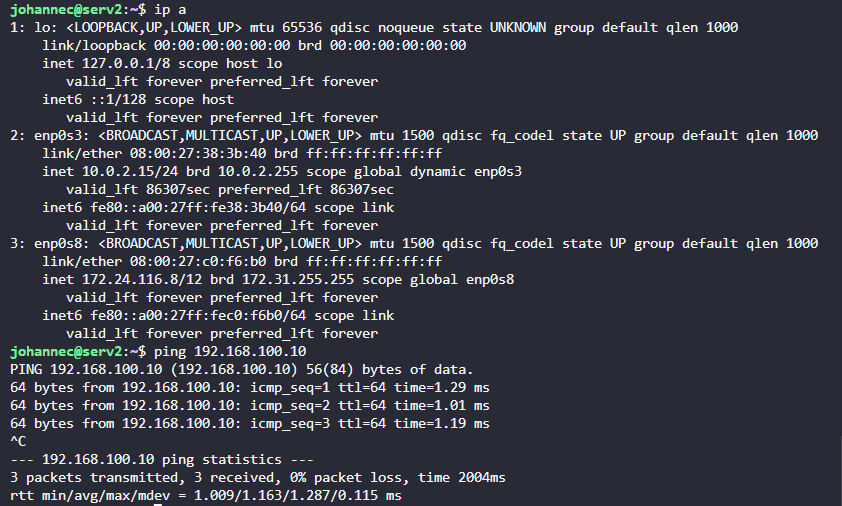 johannec@serv2:~$ ip a
1: lo: <LOOPBACK,UP,LOWER_UP> mtu 65536 qdisc noqueue state UNKNOWN group default qlen 1000
    link/loopback 00:00:00:00:00:00 brd 00:00:00:00:00:00
    inet 127.0.0.1/8 scope host lo
       valid_lft forever preferred_lft forever
    inet6 ::1/128 scope host
       valid_lft forever preferred_lft forever
2: enp0s3: <BROADCAST,MULTICAST,UP,LOWER_UP> mtu 1500 qdisc fq_codel state UP group default qlen 1000
    link/ether 08:00:27:38:3b:40 brd ff:ff:ff:ff:ff:ff
    inet 10.0.2.15/24 brd 10.0.2.255 scope global dynamic enp0s3
       valid_lft 86307sec preferred_lft 86307sec
    inet6 fe80::a00:27ff:fe38:3b40/64 scope link
       valid_lft forever preferred_lft forever
3: enp0s8: <BROADCAST,MULTICAST,UP,LOWER_UP> mtu 1500 qdisc fq_codel state UP group default qlen 1000
    link/ether 08:00:27:c0:f6:b0 brd ff:ff:ff:ff:ff:ff
    inet 172.24.116.8/12 brd 172.31.255.255 scope global enp0s8
       valid_lft forever preferred_lft forever
    inet6 fe80::a00:27ff:fec0:f6b0/64 scope link
       valid_lft forever preferred_lft forever
johannec@serv2:~$ ping 192.168.100.10
PING 192.168.100.10 (192.168.100.10) 56(84) bytes of data.
64 bytes from 192.168.100.10: icmp_seq=1 ttl=64 time=1.29 ms
64 bytes from 192.168.100.10: icmp_seq=2 ttl=64 time=1.01 ms
64 bytes from 192.168.100.10: icmp_seq=3 ttl=64 time=1.19 ms
^C
--- 192.168.100.10 ping statistics ---
3 packets transmitted, 3 received, 0% packet loss, time 2004ms
rtt min/avg/max/mdev = 1.009/1.163/1.287/0.115 ms